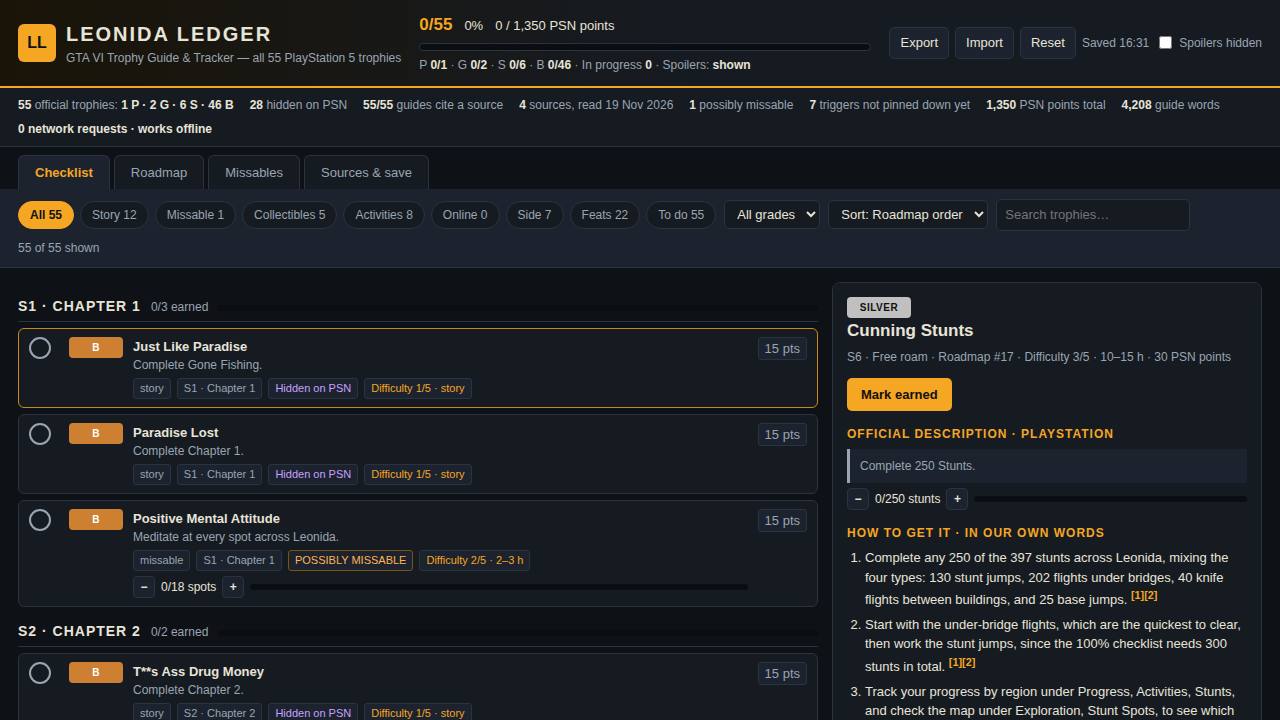 LL
LEONIDA LEDGER
GTA VI Trophy Guide & Tracker — all 55 PlayStation 5 trophies
0/55 0% 0 / 1,350 PSN points
P 0/1 · G 0/2 · S 0/6 · B 0/46 · In progress 0 · Spoilers: shown
Export Import Reset Saved 16:31 Spoilers hidden
55 official trophies: 1 P · 2 G · 6 S · 46 B 28 hidden on PSN 55/55 guides cite a source 4 sources, read 19 Nov 2026 1 possibly missable 7 triggers not pinned down yet 1,350 PSN points total 4,208 guide words
0 network requests · works offline
Checklist Roadmap Missables Sources & save
All 55 Story 12 Missable 1 Collectibles 5 Activities 8 Online 0 Side 7 Feats 22 To do 55 All grades Sort: Roadmap order Search trophies…
55 of 55 shown
S1 · CHAPTER 1 0/3 earned
B Just Like Paradise 15 pts
Complete Gone Fishing.
story S1 · Chapter 1 Hidden on PSN Difficulty 1/5 · story
B Paradise Lost 15 pts
Complete Chapter 1.
story S1 · Chapter 1 Hidden on PSN Difficulty 1/5 · story
B Positive Mental Attitude 15 pts
Meditate at every spot across Leonida.
missable S1 · Chapter 1 POSSIBLY MISSABLE Difficulty 2/5 · 2–3 h
− 0/18 spots +
S2 · CHAPTER 2 0/2 earned
B T**s Ass Drug Money 15 pts
Complete Chapter 2.
story S2 · Chapter 2 Hidden on PSN Difficulty 1/5 · story
SILVER
Cunning Stunts
S6 · Free roam · Roadmap #17 · Difficulty 3/5 · 10–15 h · 30 PSN points
Mark earned
OFFICIAL DESCRIPTION · PLAYSTATION
Complete 250 Stunts.
− 0/250 stunts +
HOW TO GET IT · IN OUR OWN WORDS
1. Complete any 250 of the 397 stunts across Leonida, mixing the
four types: 130 stunt jumps, 202 flights under bridges, 40 knife
flights between buildings, and 25 base jumps. [1][2]
2. Start with the under-bridge flights, which are the quickest to clear,
then work the stunt jumps, since the 100% checklist needs 300
stunts in total. [1][2]
3. Track your progress by region under Progress, Activities, Stunts,
and check the map under Exploration, Stunt Spots, to see which